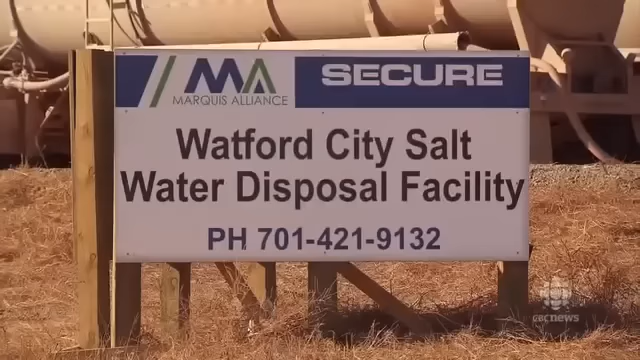 MA
MARQUIS ALLIANCE
SECURE
Watford City Salt
Water Disposal Facility
PH 701-421-9132
CBCnews